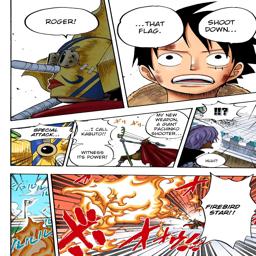 SHOOT
DOWN...
...THAT
FLAG.
ROGER!
!!?
HUH?
MY NEW
WEAPON,
A GIANT
PACHINKO
SHOOTER...
...I CALL
KABUTO!!
WITNESS
ITS POWER!
SPECIAL
ATTACK...
FIREBIRD
STAR!!